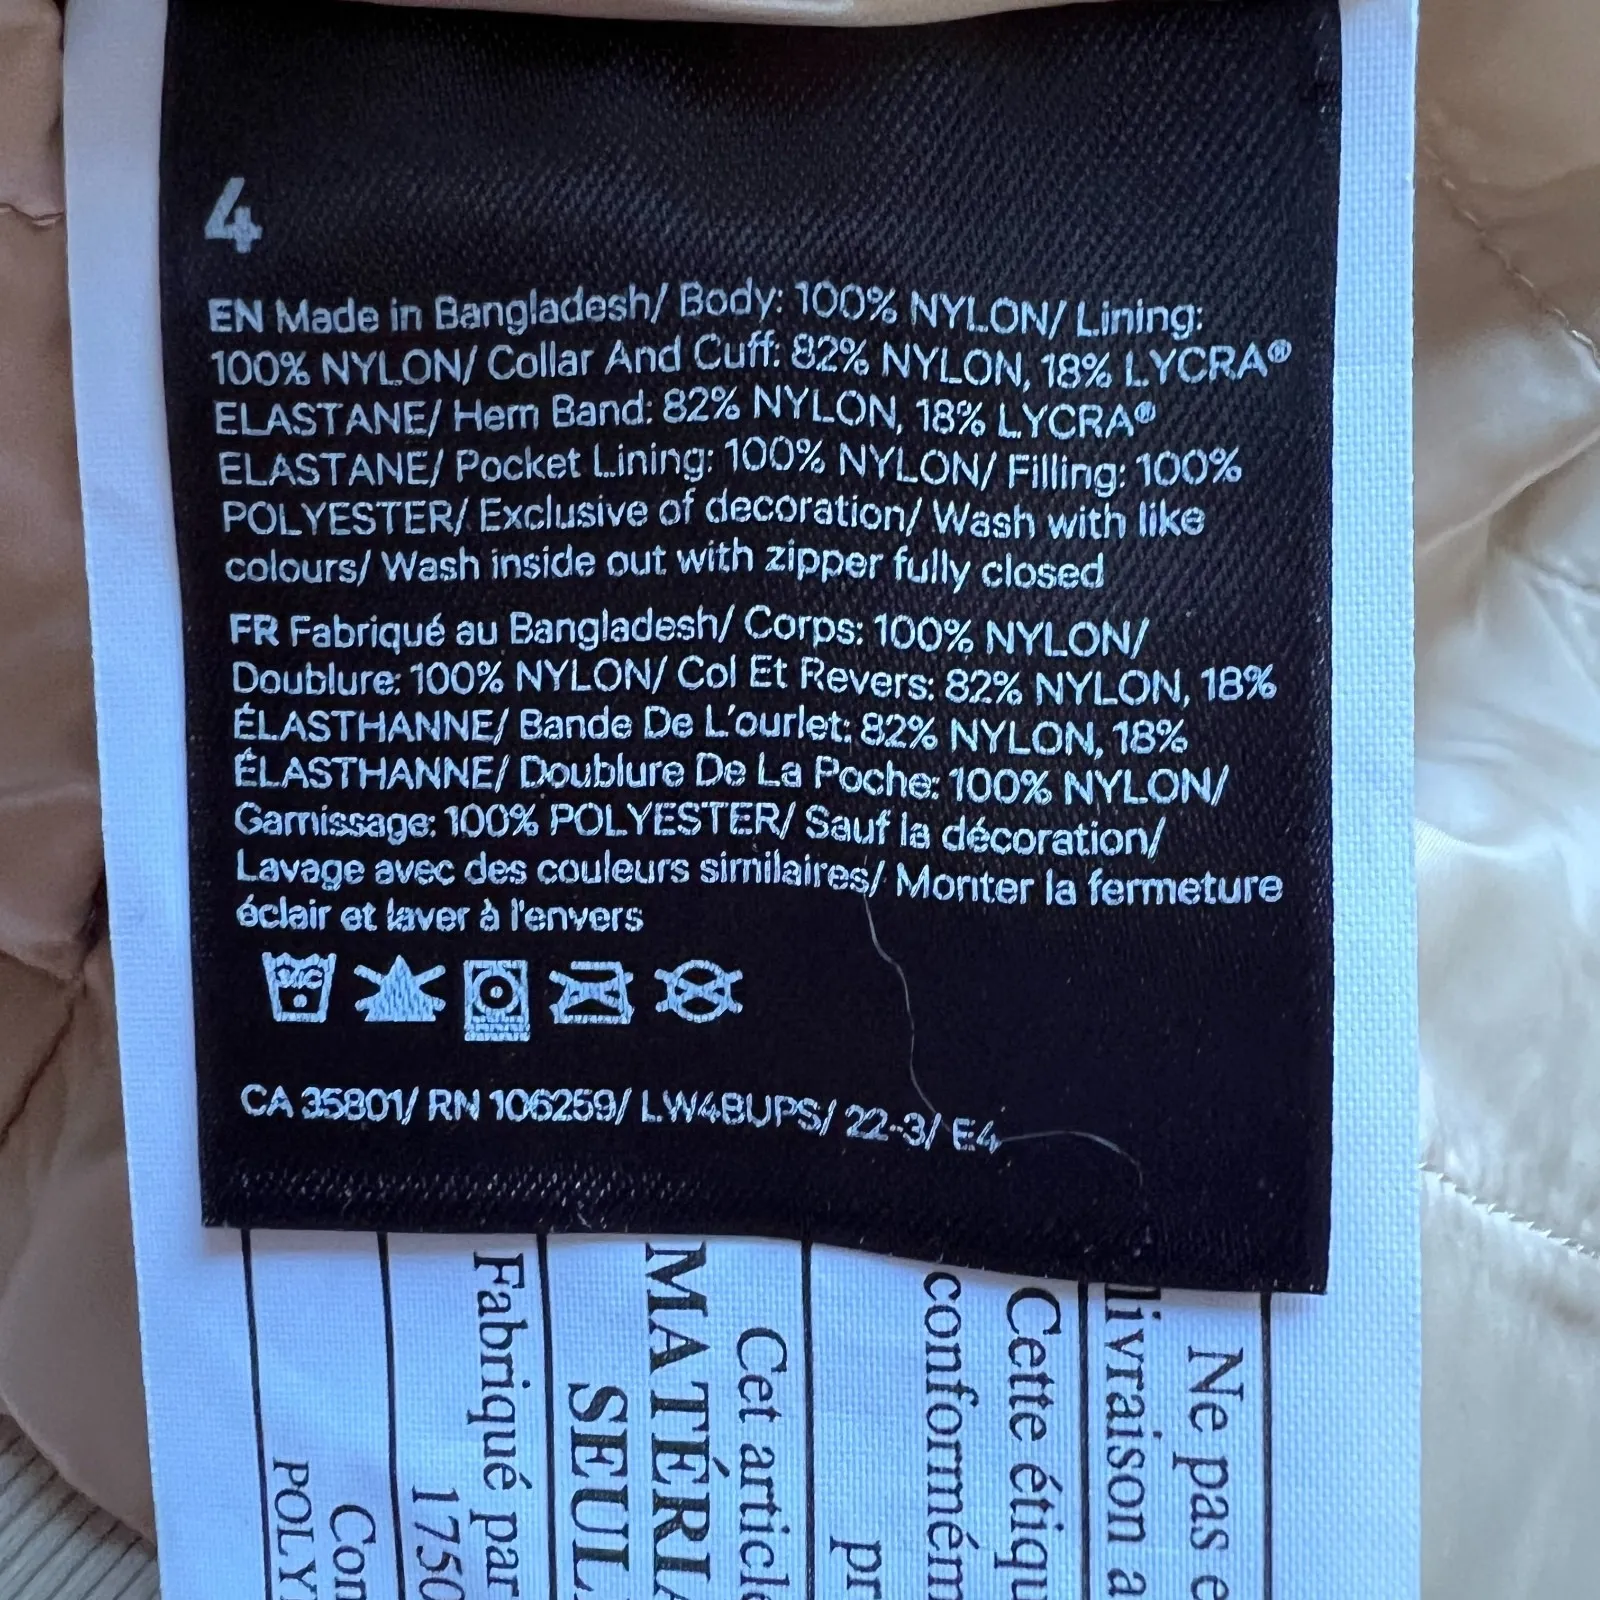 4
EN Made in Bangladesh/ Body: 100% NYLON/ Lining:
100% NYLON/ Collar And Cuff: 82% NYLON, 18% LYCRA®
ELASTANE/ Hem Band: 82% NYLON, 18% LYCRA®
ELASTANE/ Pocket Lining: 100% NYLON/ Filling: 100%
POLYESTER/ Exclusive of decoration/ Wash with like
colours/ Wash inside out with zipper fully closed
FR Fabriqué au Bangladesh/ Corps: 100% NYLON/
Doublure: 100% NYLON/ Col Et Revers: 82% NYLON, 18%
ÉLASTHANNE/ Bande De L'ourlet: 82% NYLON, 18%
ÉLASTHANNE/ Doublure De La Poche: 100% NYLON/
Garnissage: 100% POLYESTER/ Sauf la décoration/
Lavage avec des couleurs similaires/ Monter la fermeture
éclair et laver à l'envers
CA 35801/ RN 106259/ LW4BUPS/ 22-3/ E4
Ne pas e
livraison a
Cette étiqu
conformém
pr
Cet article
MATÉRIA
SEUL
Fabriqué par
1750
Con
POLY